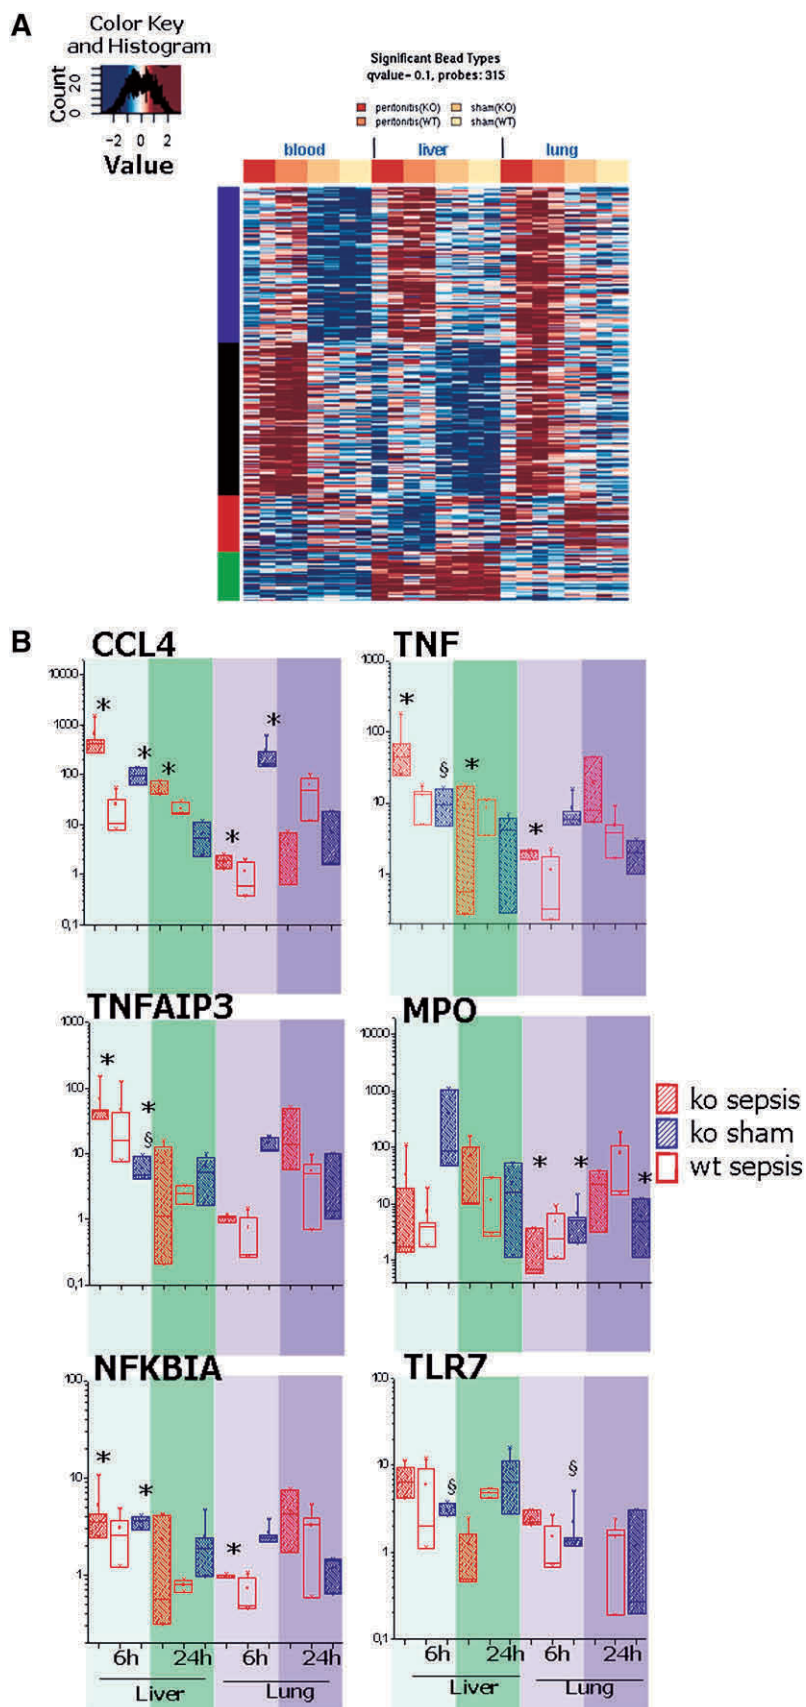 A
Color Key
and Histogram
Count
0 20
-2 0 2
Value
Significant Bead Types
qvalue= 0.1, probes: 315
peritonitis(KO) sham(KO)
peritonitis(WT) sham(WT)
blood liver lung
B
CCL4 TNF
10000
1000
100
10
1
0,1
*
*
*
*
*
1000
100
10
1
*
§
*
*
TNFAIP3 MPO
1000
100
10
1
0,1
*
*
§
1000
100
10
1
*
*
*
ko sepsis
ko sham
wt sepsis
NFKBIA TLR7
100
10
1
*
*
*
100
10
1
0,1
§
§
6h 24h 6h 24h
Liver Lung
6h 24h 6h 24h
Liver Lung